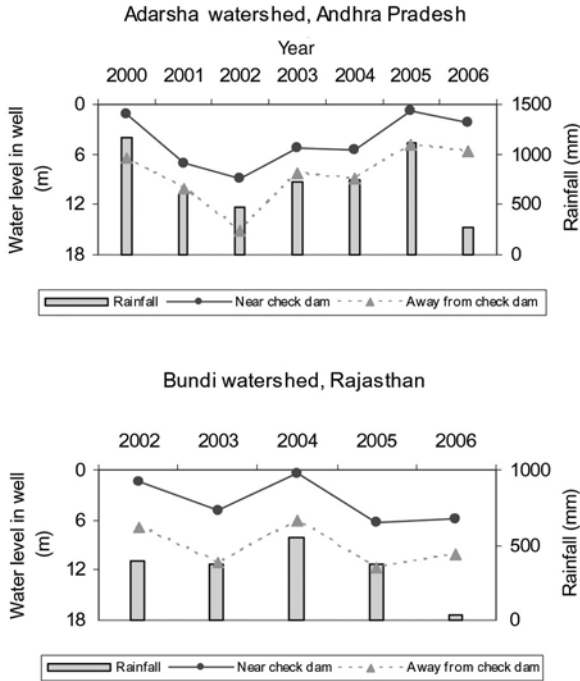 Adarsha watershed, Andhra Pradesh
Year
2000 2001 2002 2003 2004 2005 2006
Water level in well
(m)
0
6
12
18
1500
1000
500
0
Rainfall (mm)
Rainfall Near check dam Away from check dam
Bundi watershed, Rajasthan
2002 2003 2004 2005 2006
Water level in well
(m)
0
6
12
18
1000
500
0
Rainfall (mm)
Rainfall Near check dam Away from check dam